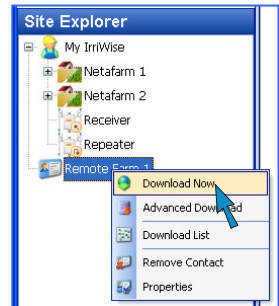 Site Explorer
My IrriWise
Netafarm 1
Netafarm 2
Receiver
Repeater
Remote Farm 1
Download Now
Advanced Download
Download List
Remove Contact
Properties